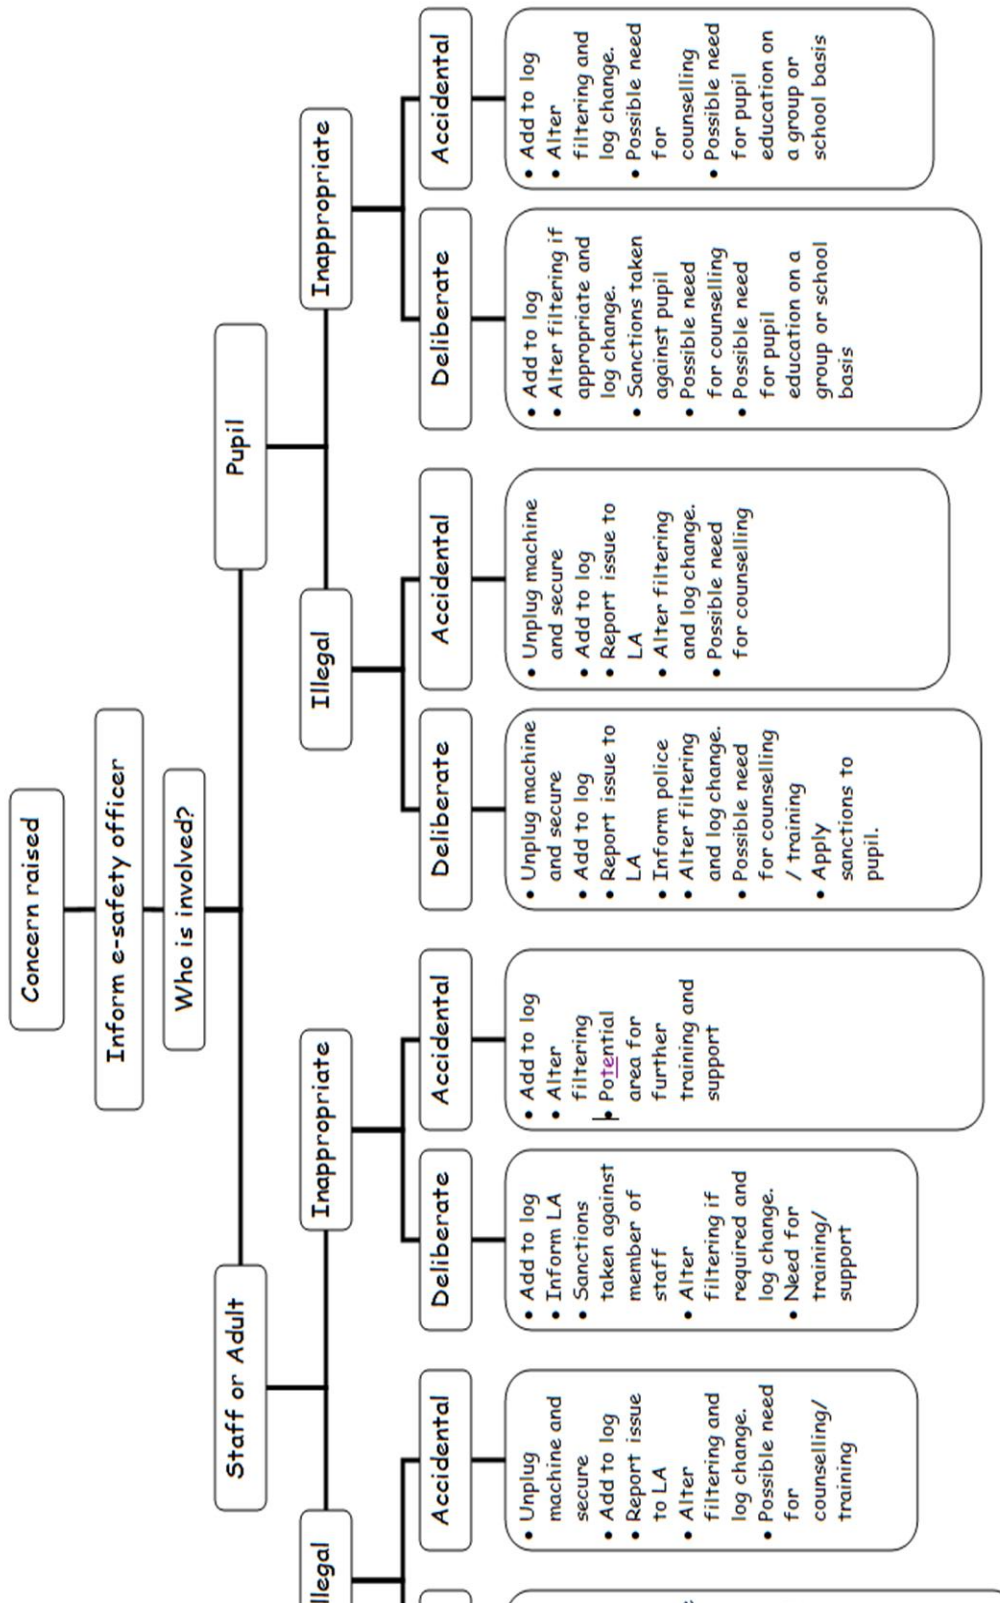 Concern raised
Inform e-safety officer
Who is involved?
Staff or Adult
Pupil
llegal
Inappropriate
Illegal
Inappropriate
Accidental
Deliberate
Accidental
Deliberate
Accidental
Deliberate
Accidental
• Unplug
machine and
secure
• Add to log
• Report issue
to LA
• Alter
filtering and
log change.
• Possible need
for
counselling/
training
• Add to log
• Inform LA
• Sanctions
taken against
member of
staff
• Alter
filtering if
required and
log change.
• Need for
training/
support
• Add to log
• Alter
filtering
• Potential
area for
further
training and
support
• Unplug machine
and secure
• Add to log
• Report issue to
LA
• Inform police
• Alter filtering
and log change.
• Possible need
for counselling
/ training
• Apply
sanctions to
pupil.
• Unplug machine
and secure
• Add to log
• Report issue to
LA
• Alter filtering
and log change.
• Possible need
for counselling
• Add to log
• Alter filtering if
appropriate and
log change.
• Sanctions taken
against pupil
• Possible need
for counselling
• Possible need
for pupil
education on a
group or school
basis
• Add to log
• Alter
filtering and
log change.
• Possible need
for
counselling
• Possible need
for pupil
education on
a group or
school basis